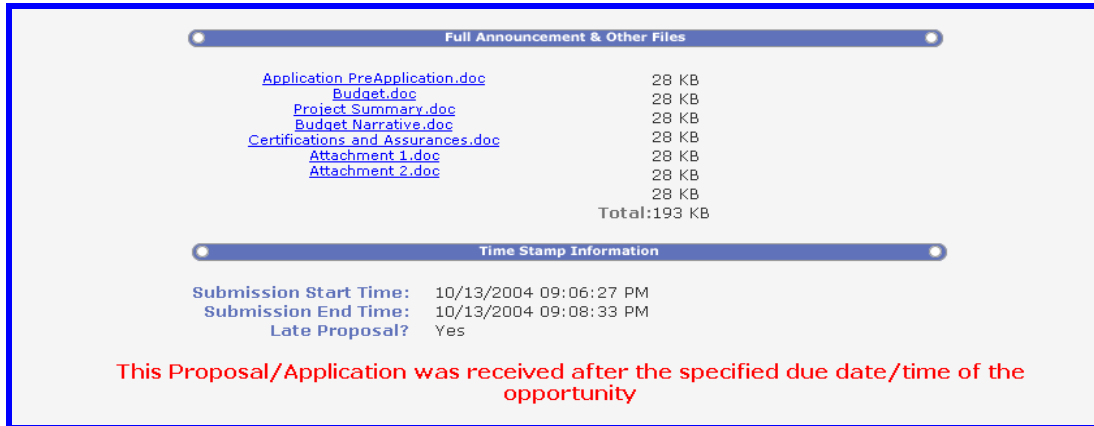 Full Announcement & Other Files
Application PreApplication.doc 28 KB
Budget.doc 28 KB
Project Summary.doc 28 KB
Budget Narrative.doc 28 KB
Certifications and Assurances.doc 28 KB
Attachment 1.doc 28 KB
Attachment 2.doc 28 KB
Total:193 KB
Time Stamp Information
Submission Start Time: 10/13/2004 09:06:27 PM
Submission End Time: 10/13/2004 09:08:33 PM
Late Proposal? Yes
This Proposal/Application was received after the specified due date/time of the
opportunity